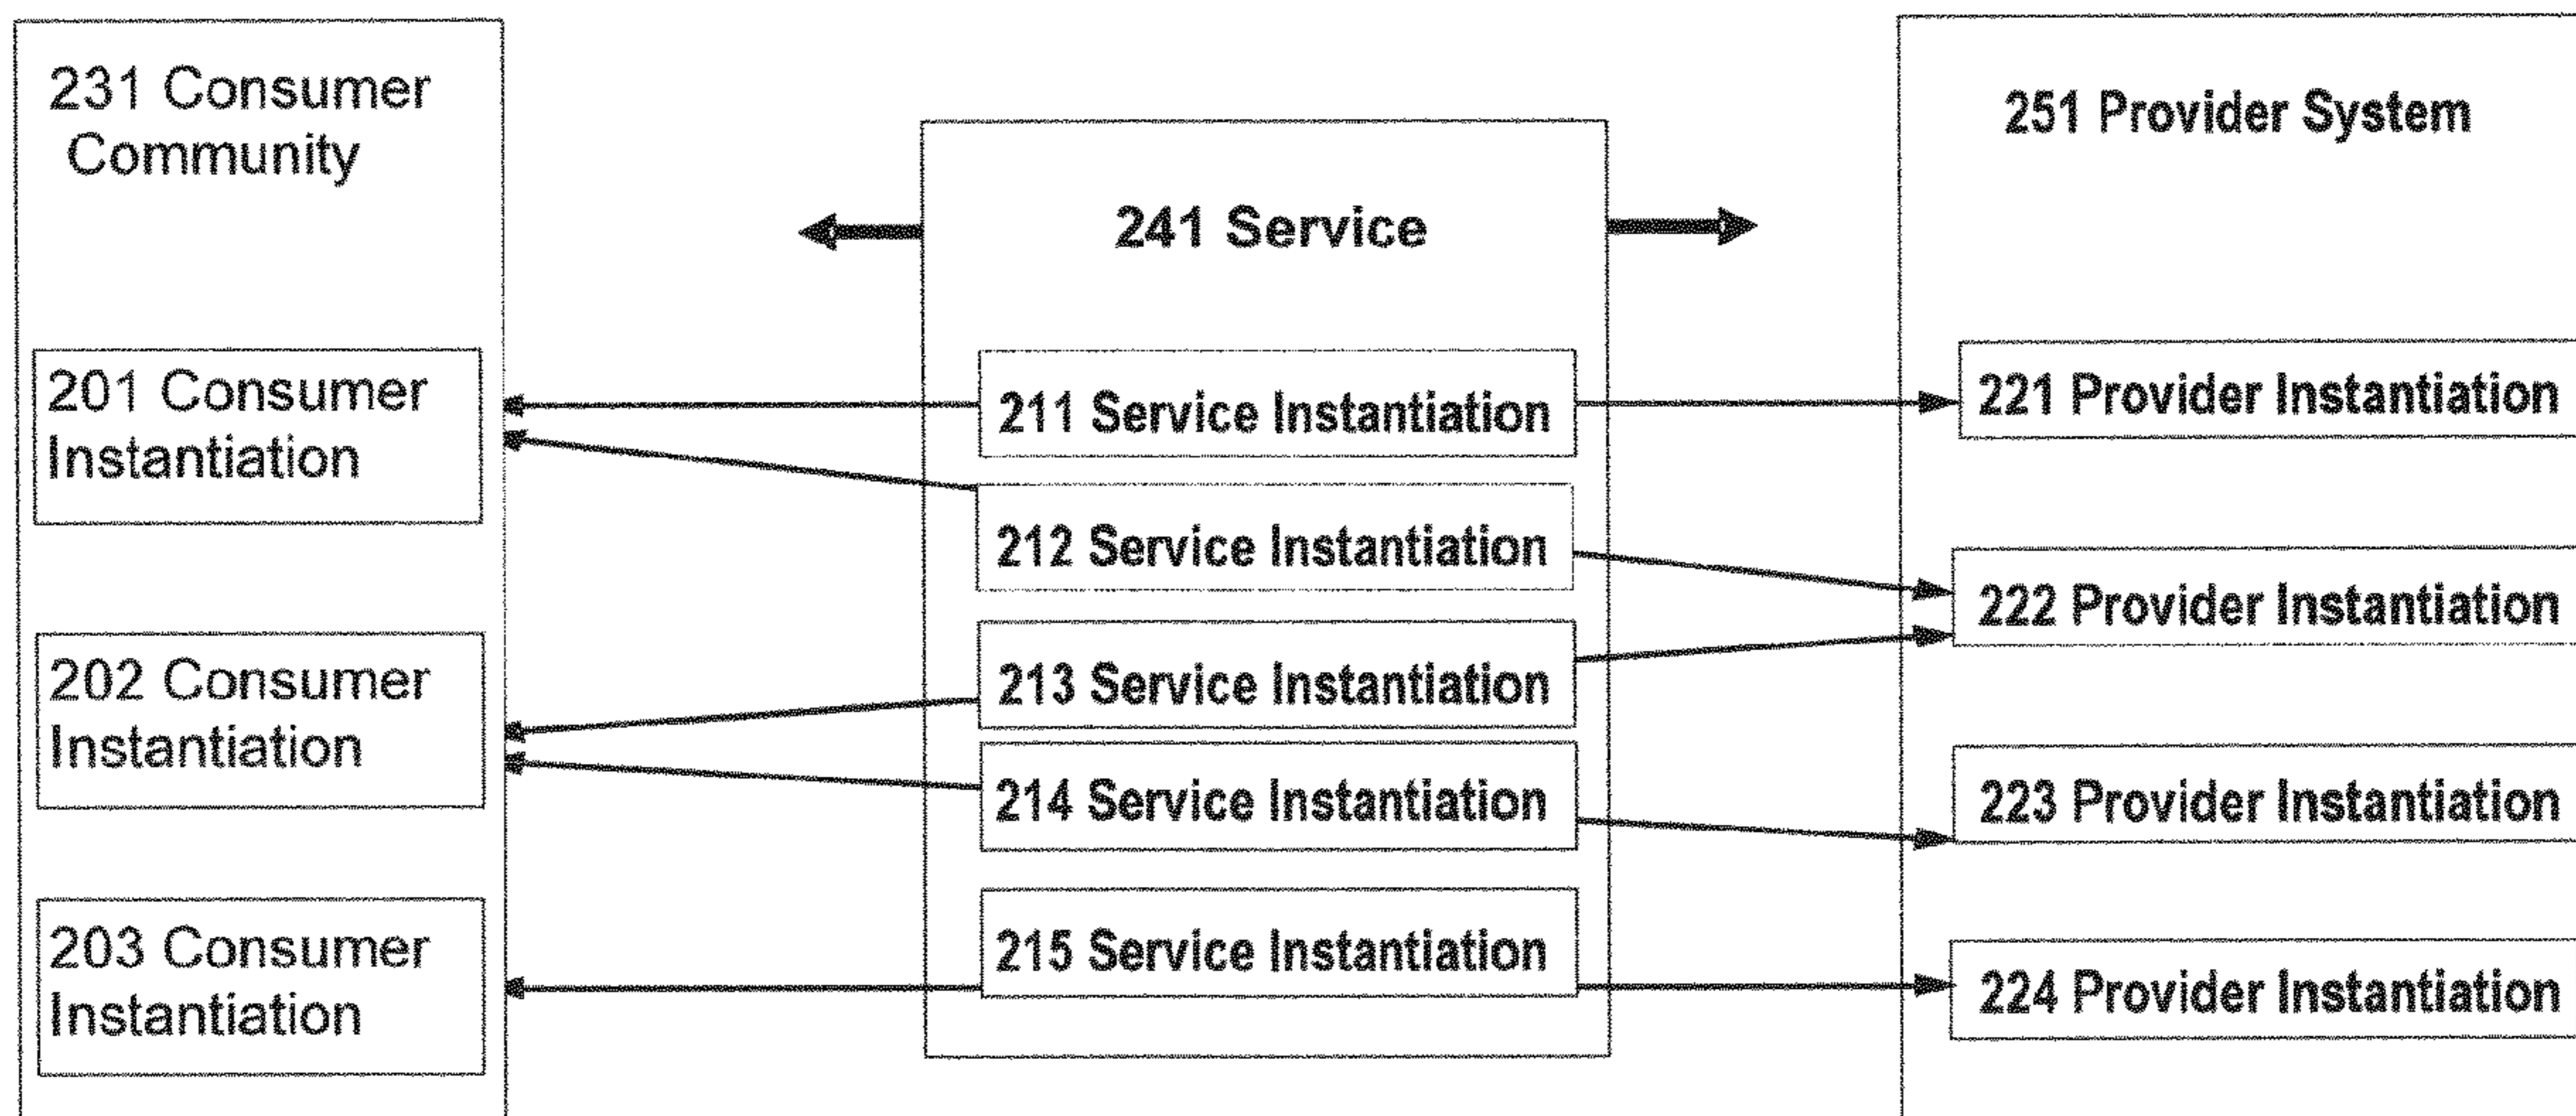 231 Consumer
Community
201 Consumer
Instantiation
202 Consumer
Instantiation
203 Consumer
Instantiation
241 Service
211 Service Instantiation
212 Service Instantiation
213 Service Instantiation
214 Service Instantiation
215 Service Instantiation
251 Provider System
221 Provider Instantiation
222 Provider Instantiation
223 Provider Instantiation
224 Provider Instantiation